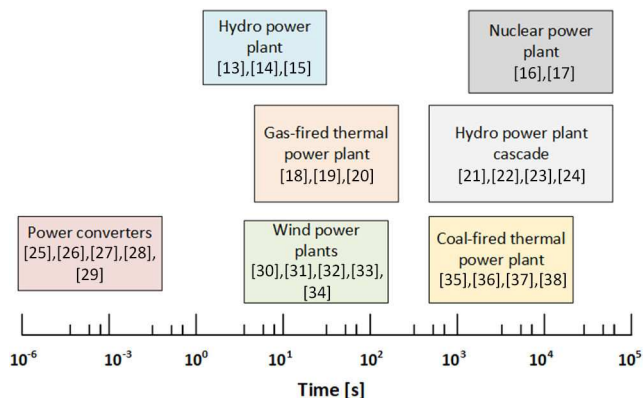 Hydro power
plant
[13],[14],[15]
Nuclear power
plant
[16],[17]
Gas-fired thermal
power plant
[18],[19],[20]
Hydro power plant
cascade
[21],[22],[23],[24]
Power converters
[25],[26],[27],[28],
[29]
Wind power
plants
[30],[31],[32],[33],
[34]
Coal-fired thermal
power plant
[35],[36],[37],[38]
10⁻⁶ 10⁻³ 10⁰ 10¹ 10² 10³ 10⁴ 10⁵
Time [s]